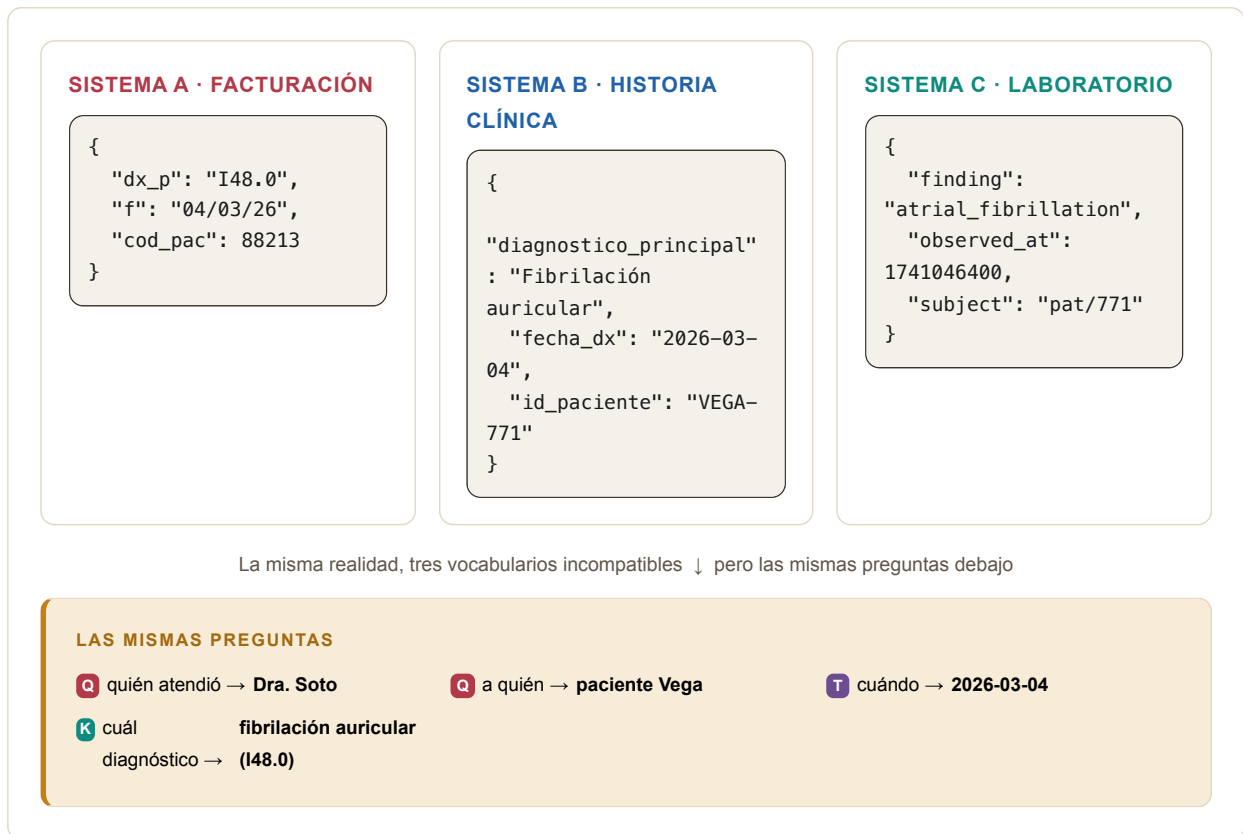 SISTEMA A · FACTURACIÓN
{
"dx_p": "I48.0",
"f": "04/03/26",
"cod_pac": 88213
}
SISTEMA B · HISTORIA
CLÍNICA
{
"diagnostico_principal"
: "Fibrilación
auricular",
"fecha_dx": "2026-03-
04",
"id_paciente": "VEGA-
771"
}
SISTEMA C · LABORATORIO
{
"finding":
"atrial_fibrillation",
"observed_at":
1741046400,
"subject": "pat/771"
}
La misma realidad, tres vocabularios incompatibles ↓ pero las mismas preguntas debajo
LAS MISMAS PREGUNTAS
Q quién atendió → Dra. Soto
Q a quién → paciente Vega
T cuándo → 2026-03-04
K cuál fibrilación auricular
diagnóstico → (I48.0)